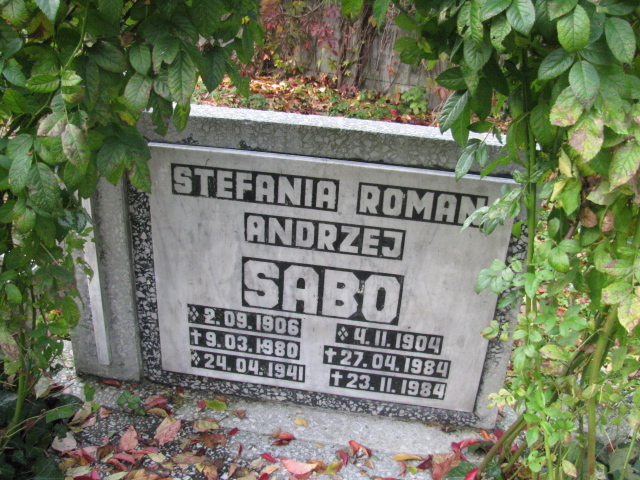 STEFANIA ROMAN
ANDRZEJ
SABO
2.09.1906 4.11.1904
✝9.03.1980 ✝27.04.1984
24.04.1941 ✝23.11.1984